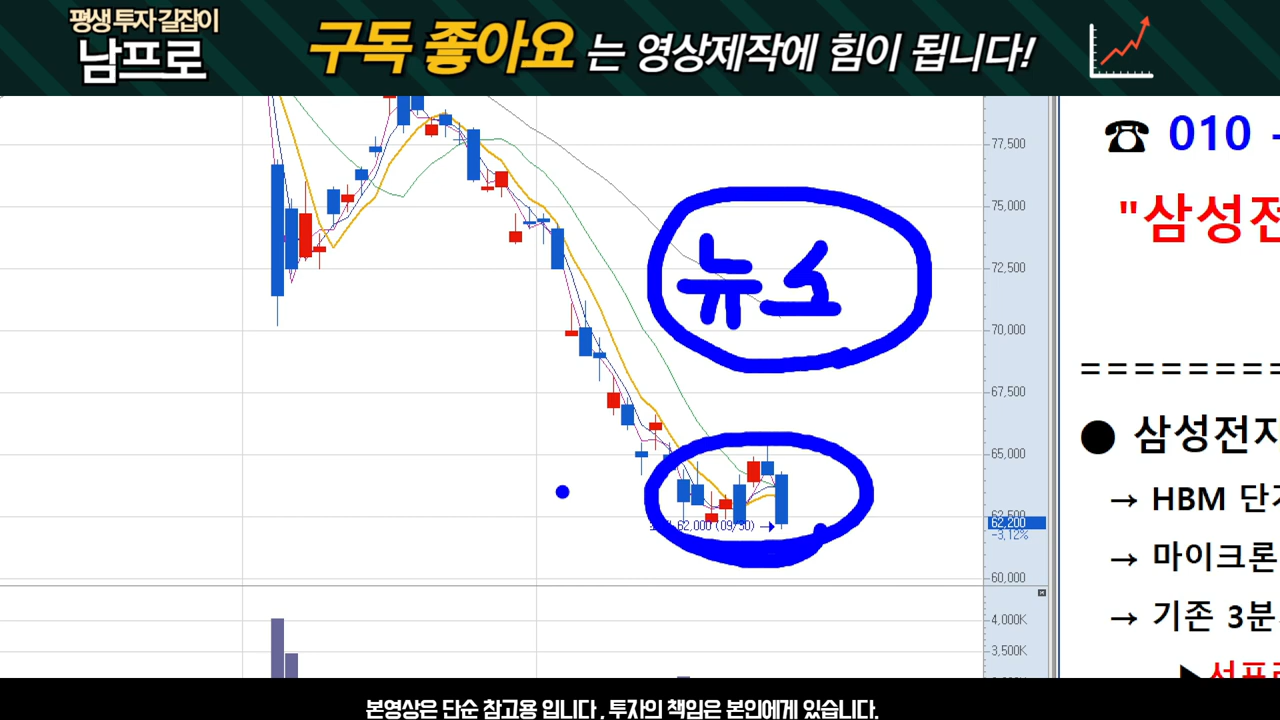 평생 투자 길잡이
남프로
구독 좋아요 는 영상제작에 힘이 됩니다!
77,500
75,000
72,500
70,000
67,500
65,000
62,500
62,200
-3.12%
60,000
62,000 (09/30)
4,000K
3,500K
뉴스
☎ 010 -
"삼성전
========
● 삼성전자
→ HBM 단
→ 마이크론
→ 기존 3분
본영상은 단순 참고용 입니다, 투자의 책임은 본인에게 있습니다.